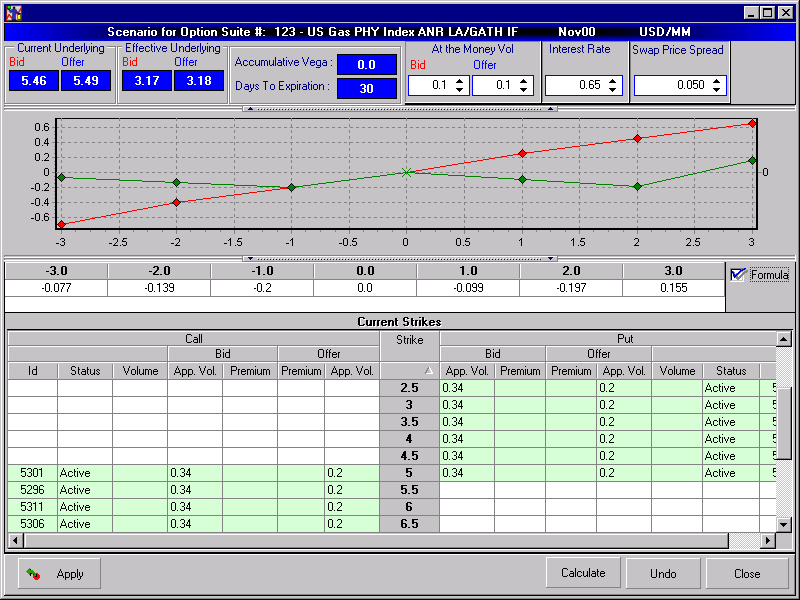 Scenario for Option Suite #: 123 - US Gas PHY Index ANR LA/GATH IF Nov00 USD/MM
Current Underlying Effective Underlying At the Money Vol Interest Rate Swap Price Spread
Bid Offer Bid Offer Accumulative Vega : 0.0 Bid Offer
5.46 5.49 3.17 3.18 Days To Expiration : 30 0.1 0.1 0.65 0.050
0.6
0.4
0.2
0 0
-0.2
-0.4
-0.6
-3 -2.5 -2 -1.5 -1 -0.5 0 0.5 1 1.5 2 2.5 3
-3.0 -2.0 -1.0 0.0 1.0 2.0 3.0 Formula
-0.077 -0.139 -0.2 0.0 -0.099 -0.197 0.155
Current Strikes
Call Strike Put
Bid Offer Bid Offer
Id Status Volume App. Vol. Premium Premium App. Vol. App. Vol. Premium Premium App. Vol. Volume Status
2.5 0.34 0.2 Active 5
3 0.34 0.2 Active 5
3.5 0.34 0.2 Active 5
4 0.34 0.2 Active 5
4.5 0.34 0.2 Active 5
5301 Active 0.34 0.2 5 0.34 0.2 Active 5
5296 Active 0.34 0.2 5.5
5311 Active 0.34 0.2 6
5306 Active 0.34 0.2 6.5
Apply Calculate Undo Close